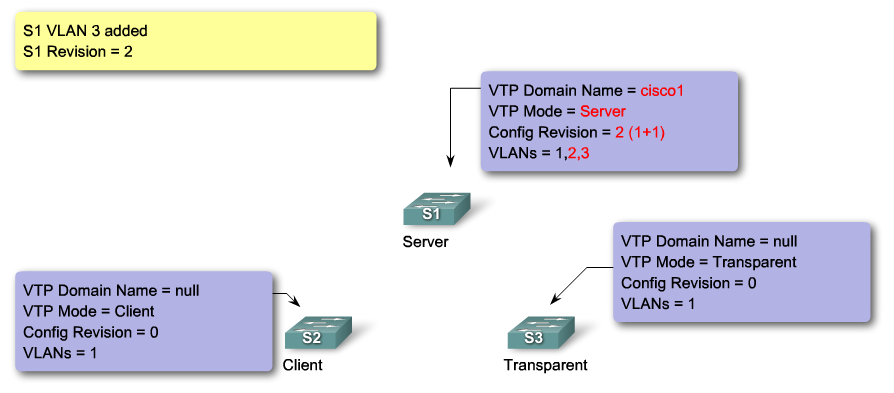 S1 VLAN 3 added
S1 Revision = 2
VTP Domain Name = cisco1
VTP Mode = Server
Config Revision = 2 (1+1)
VLANs = 1,2,3
S1
Server
VTP Domain Name = null
VTP Mode = Transparent
Config Revision = 0
VLANs = 1
VTP Domain Name = null
VTP Mode = Client
Config Revision = 0
VLANs = 1
S2
Client
S3
Transparent